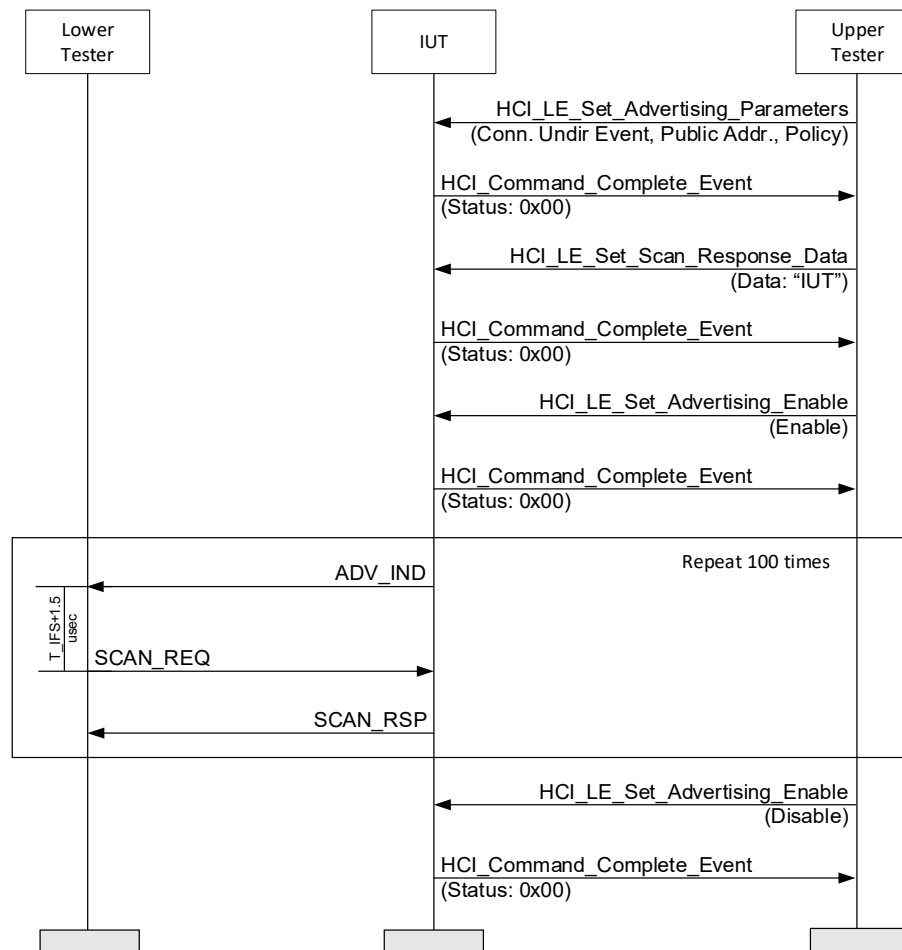 Lower
Tester
IUT
Upper
Tester
HCI_LE_Set_Advertising_Parameters
(Conn. Undir Event, Public Addr., Policy)
HCI_Command_Complete_Event
(Status: 0x00)
HCI_LE_Set_Scan_Response_Data
(Data: “IUT”)
HCI_Command_Complete_Event
(Status: 0x00)
HCI_LE_Set_Advertising_Enable
(Enable)
HCI_Command_Complete_Event
(Status: 0x00)
Repeat 100 times
ADV_IND
T_IFS+1.5
usec
SCAN_REQ
SCAN_RSP
HCI_LE_Set_Advertising_Enable
(Disable)
HCI_Command_Complete_Event
(Status: 0x00)